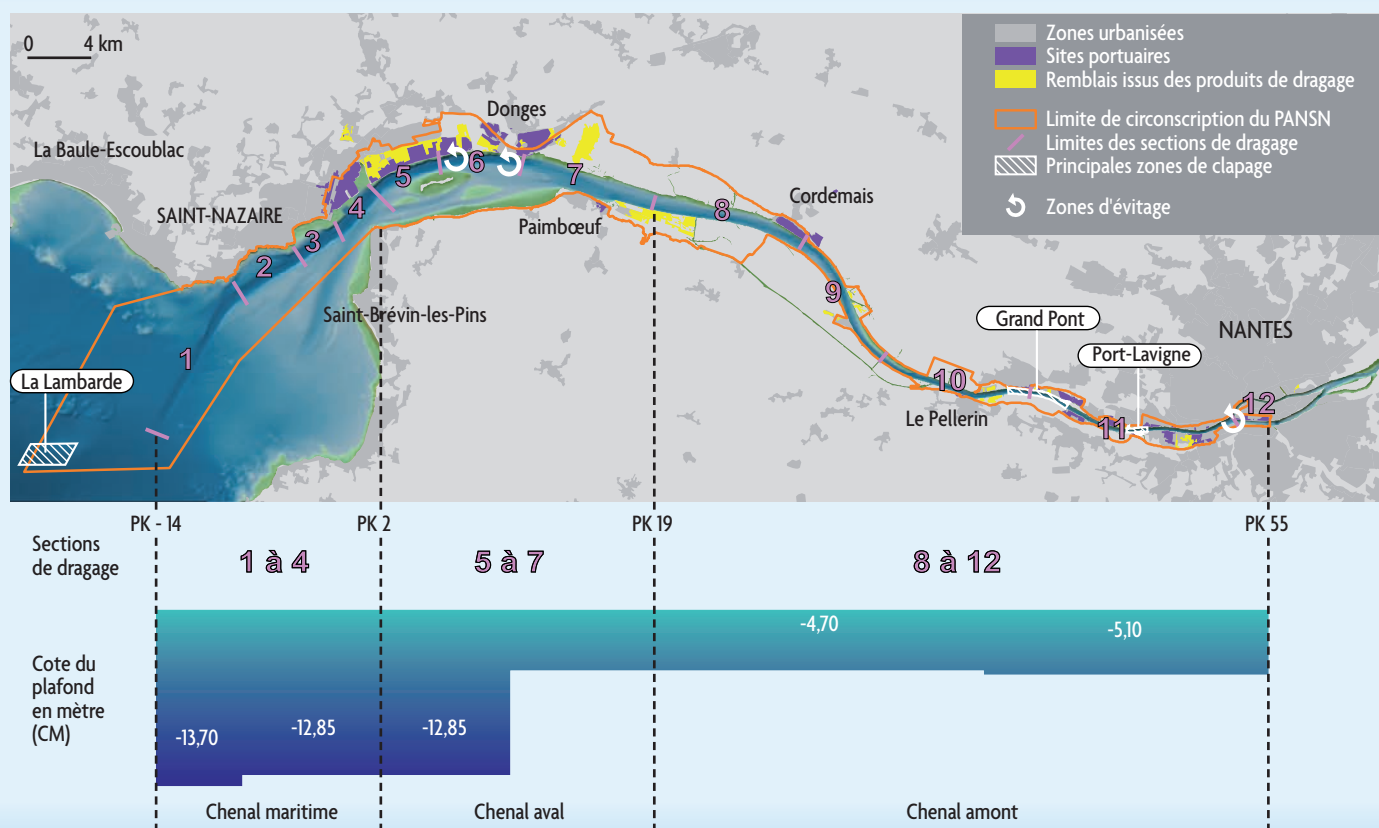 0 4 km
Zones urbanisées
Sites portuaires
Remblais issus des produits de dragage
Limite de circonscription du PANSN
Limites des sections de dragage
Principales zones de clapage
Zones d'évitage
Donges
La Baule-Escoublac
SAINT-NAZAIRE
Cordemais
Paimbœuf
Saint-Brévin-les-Pins
Grand Pont
NANTES
Port-Lavigne
La Lambarde
Le Pellerin
1
2
3
4
5
6
7
8
9
10
11
12
PK - 14
PK 2
PK 19
PK 55
Sections
de dragage
1 à 4
5 à 7
8 à 12
Cote du
plafond
en mètre
(CM)
-13,70
-12,85
-12,85
-4,70
-5,10
Chenal maritime
Chenal aval
Chenal amont